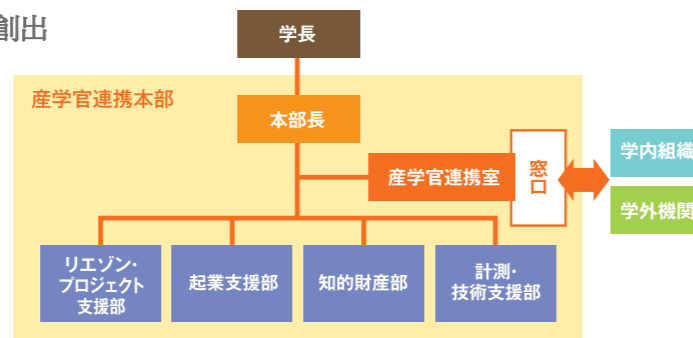 創出
学長
産学官連携本部
本部長
産学官連携室
窓口
学内組織
学外機関
リエゾン・
プロジェクト
支援部
起業支援部
知的財産部
計測・
技術支援部